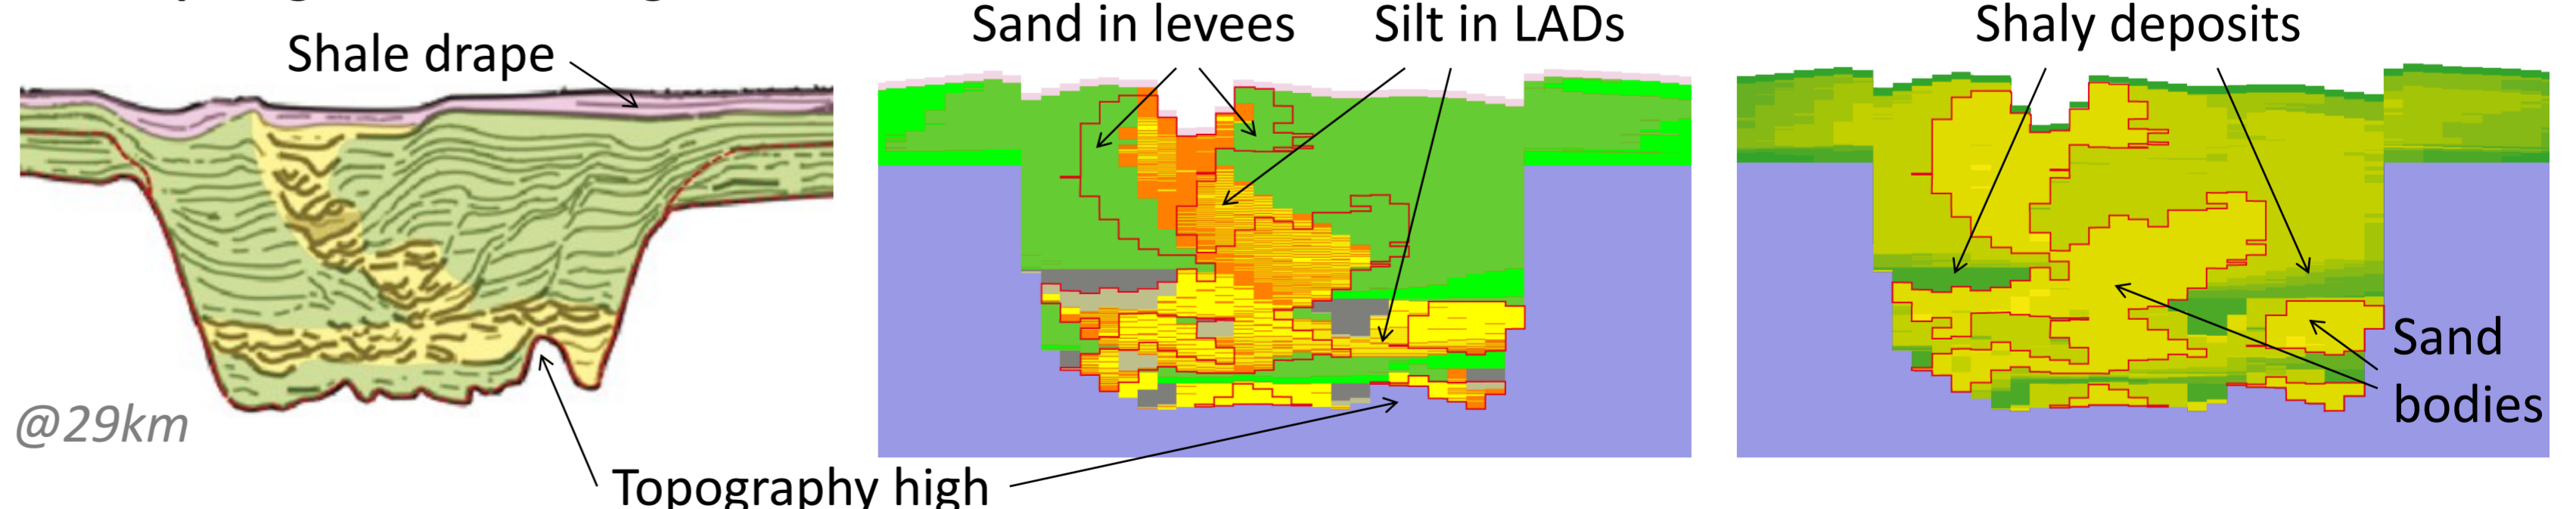 Shale drape
Sand in levees
Silt in LADs
Shaly deposits
Sand
bodies
@29km
Topography high